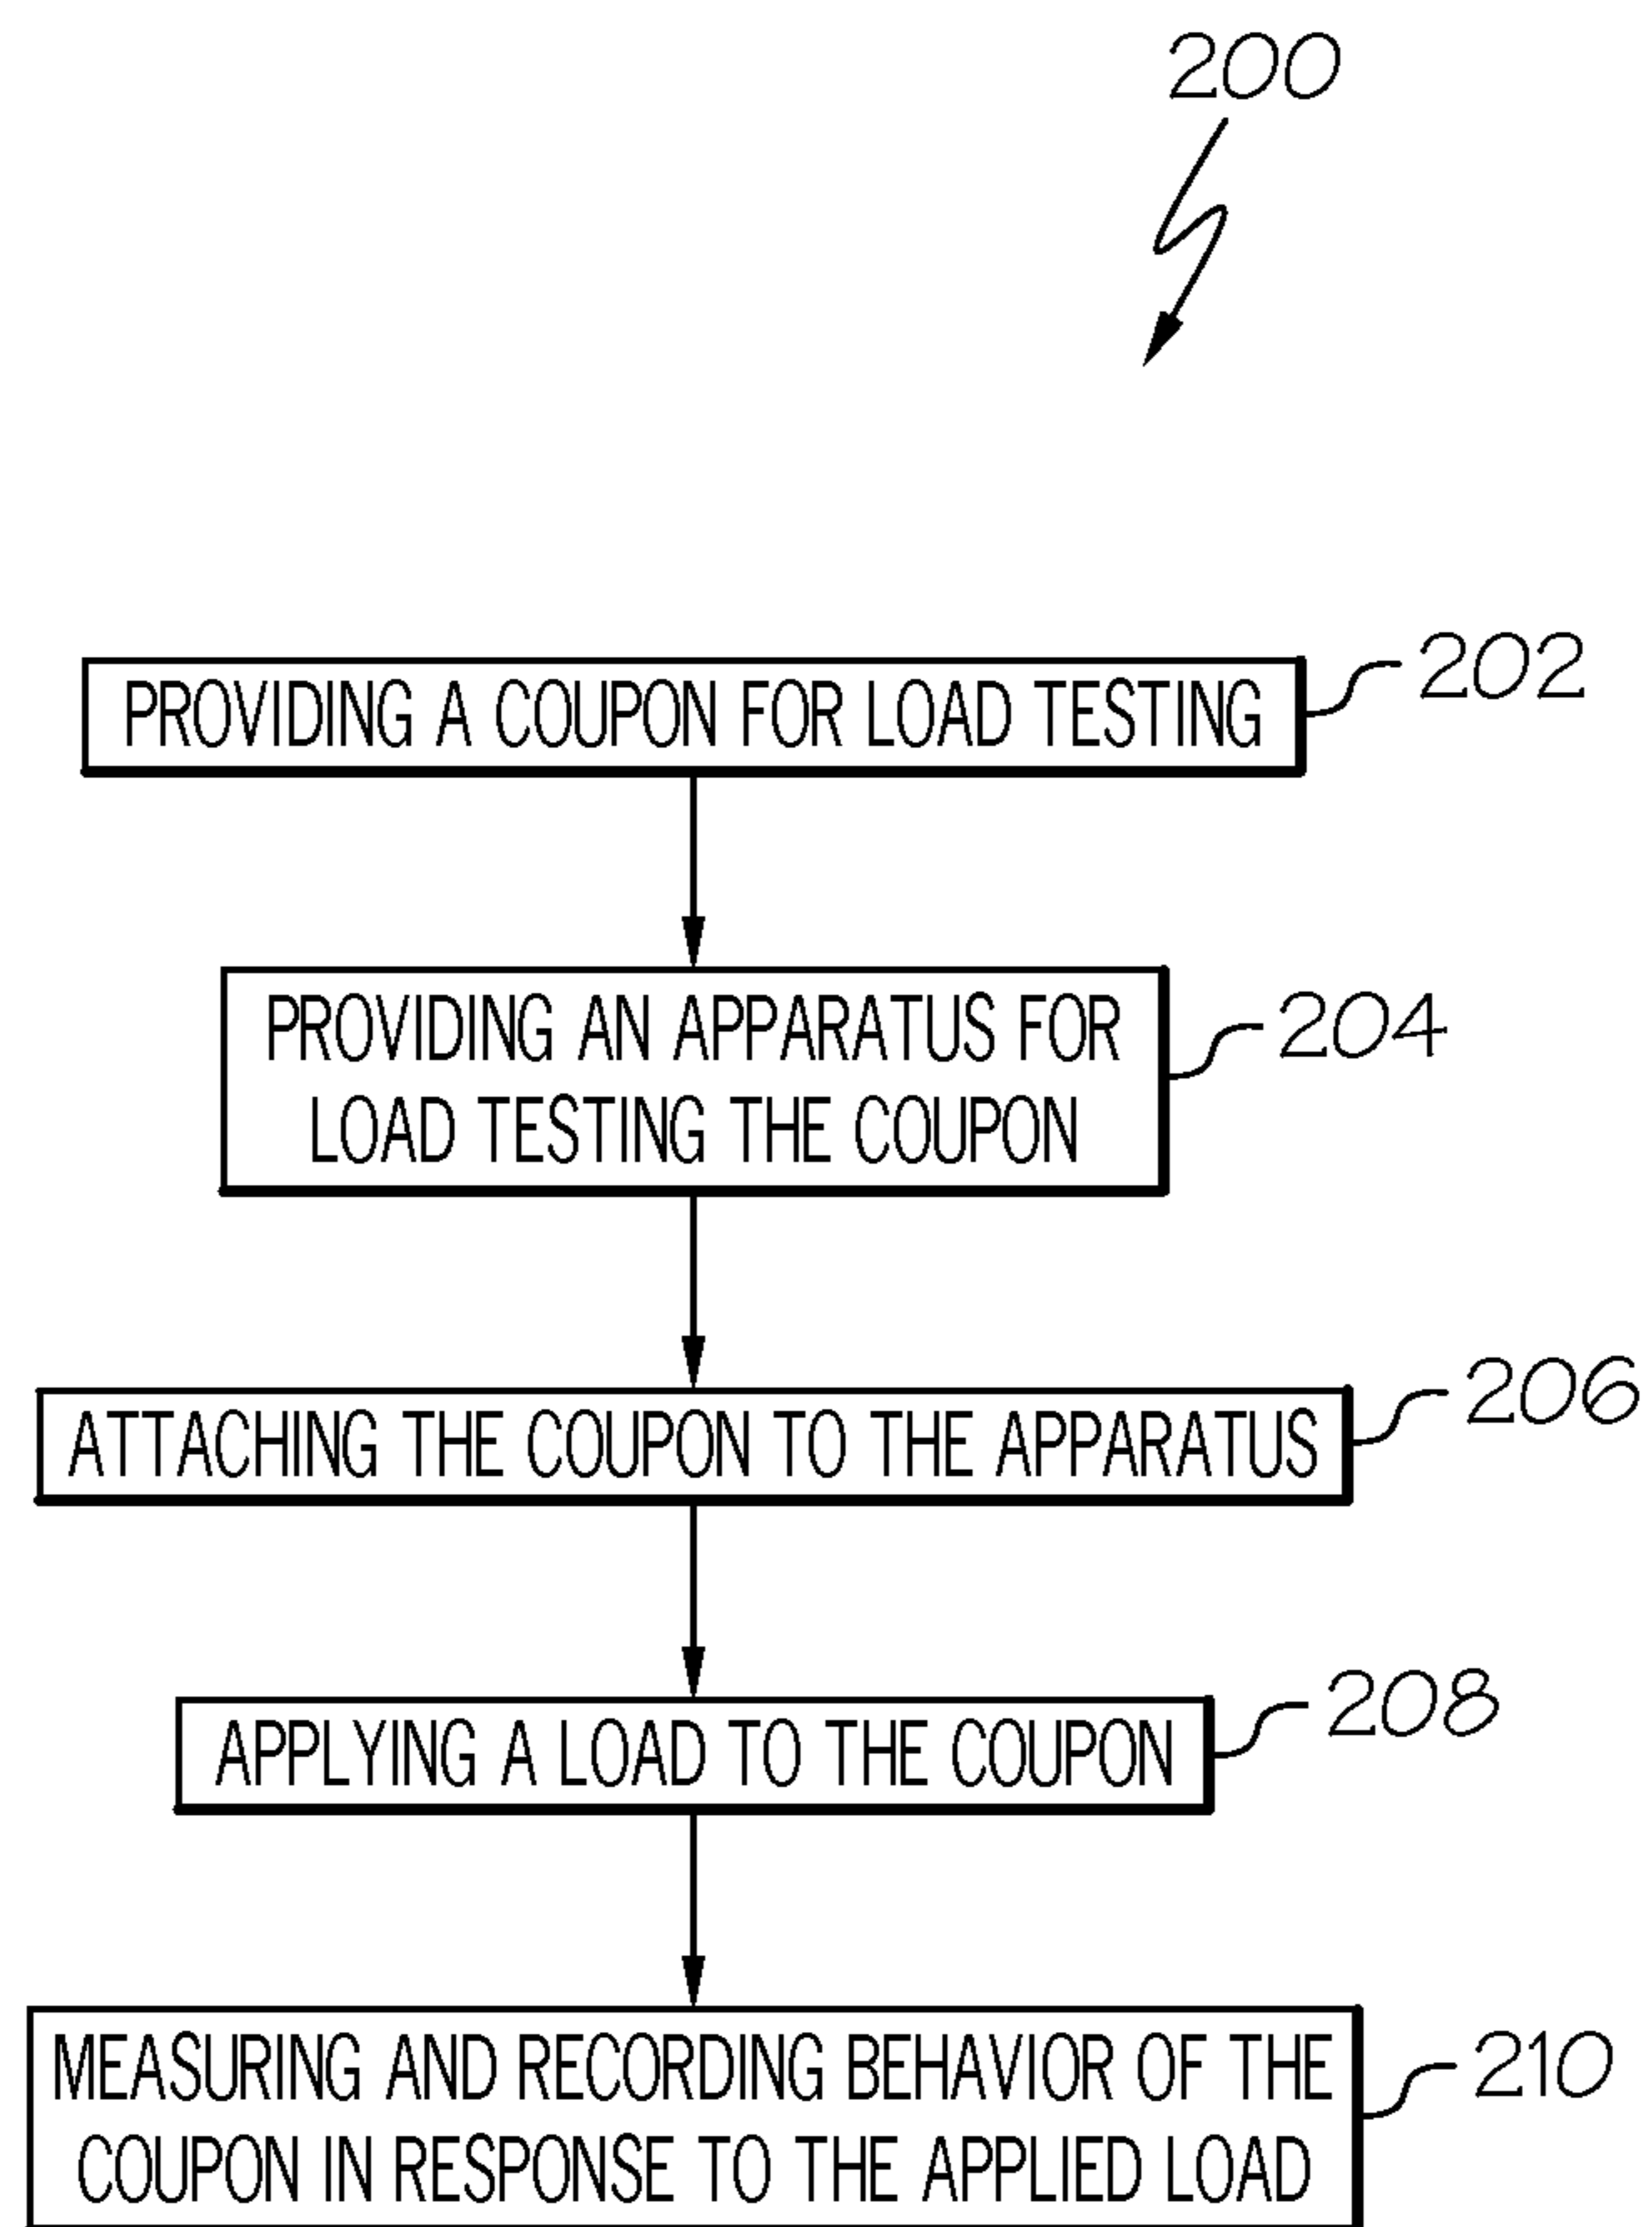 200
PROVIDING A COUPON FOR LOAD TESTING
202
PROVIDING AN APPARATUS FOR
LOAD TESTING THE COUPON
204
ATTACHING THE COUPON TO THE APPARATUS
206
APPLYING A LOAD TO THE COUPON
208
MEASURING AND RECORDING BEHAVIOR OF THE
COUPON IN RESPONSE TO THE APPLIED LOAD
210